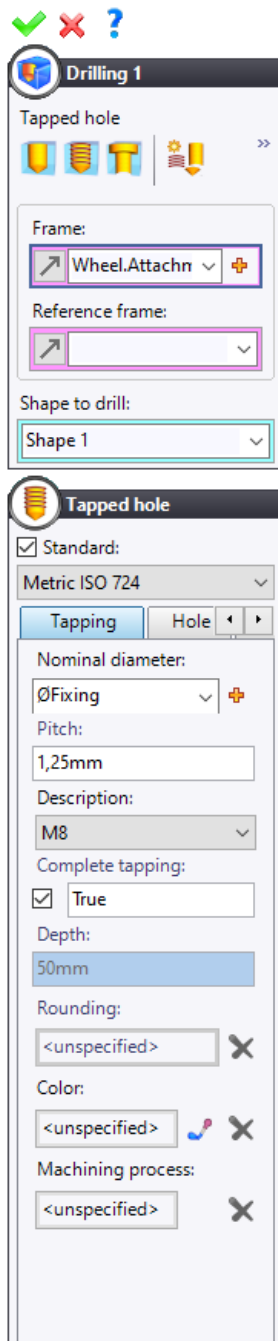 ?
Drilling 1
Tapped hole
»
Frame:
Wheel.Attachm
Reference frame:
Shape to drill:
Shape 1
Tapped hole
Standard:
Metric ISO 724
Tapping Hole
Nominal diameter:
ØFixing
Pitch:
1,25mm
Description:
M8
Complete tapping:
True
Depth:
50mm
Rounding:
<unspecified>
Color:
<unspecified>
Machining process:
<unspecified>